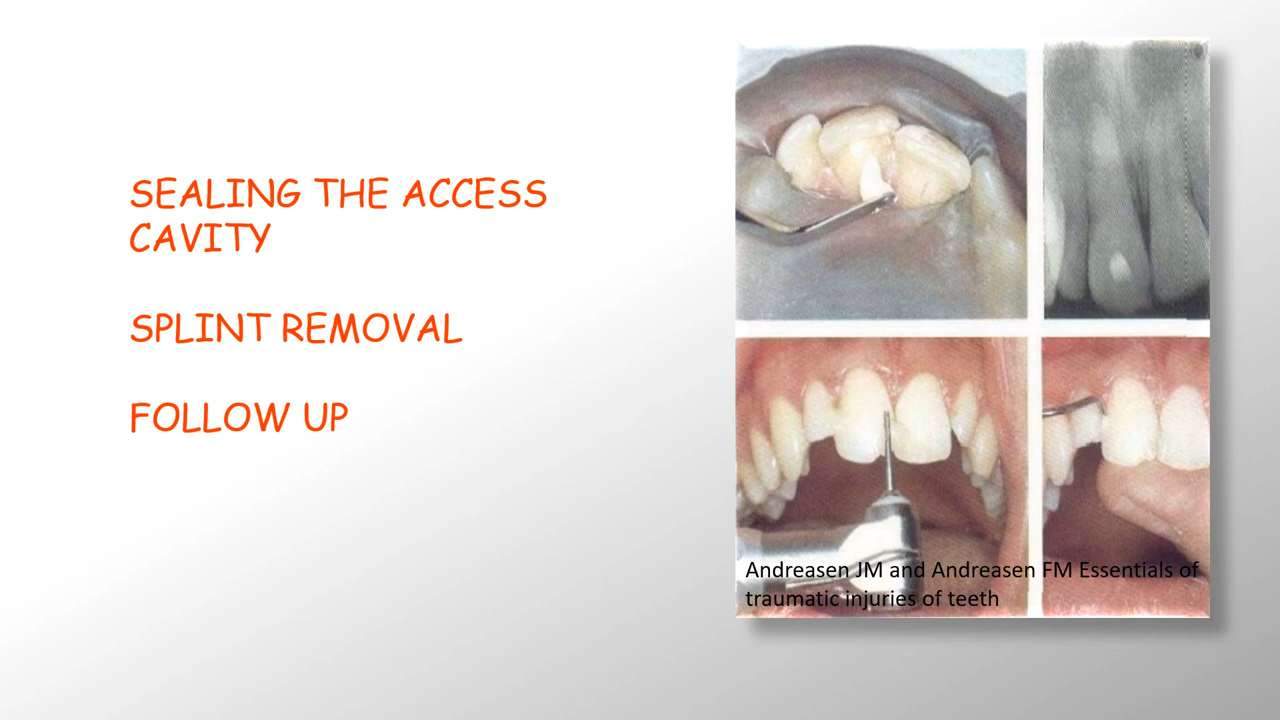 SEALING THE ACCESS
CAVITY
SPLINT REMOVAL
FOLLOW UP
Andreasen JM and Andreasen FM Essentials of
traumatic injuries of teeth